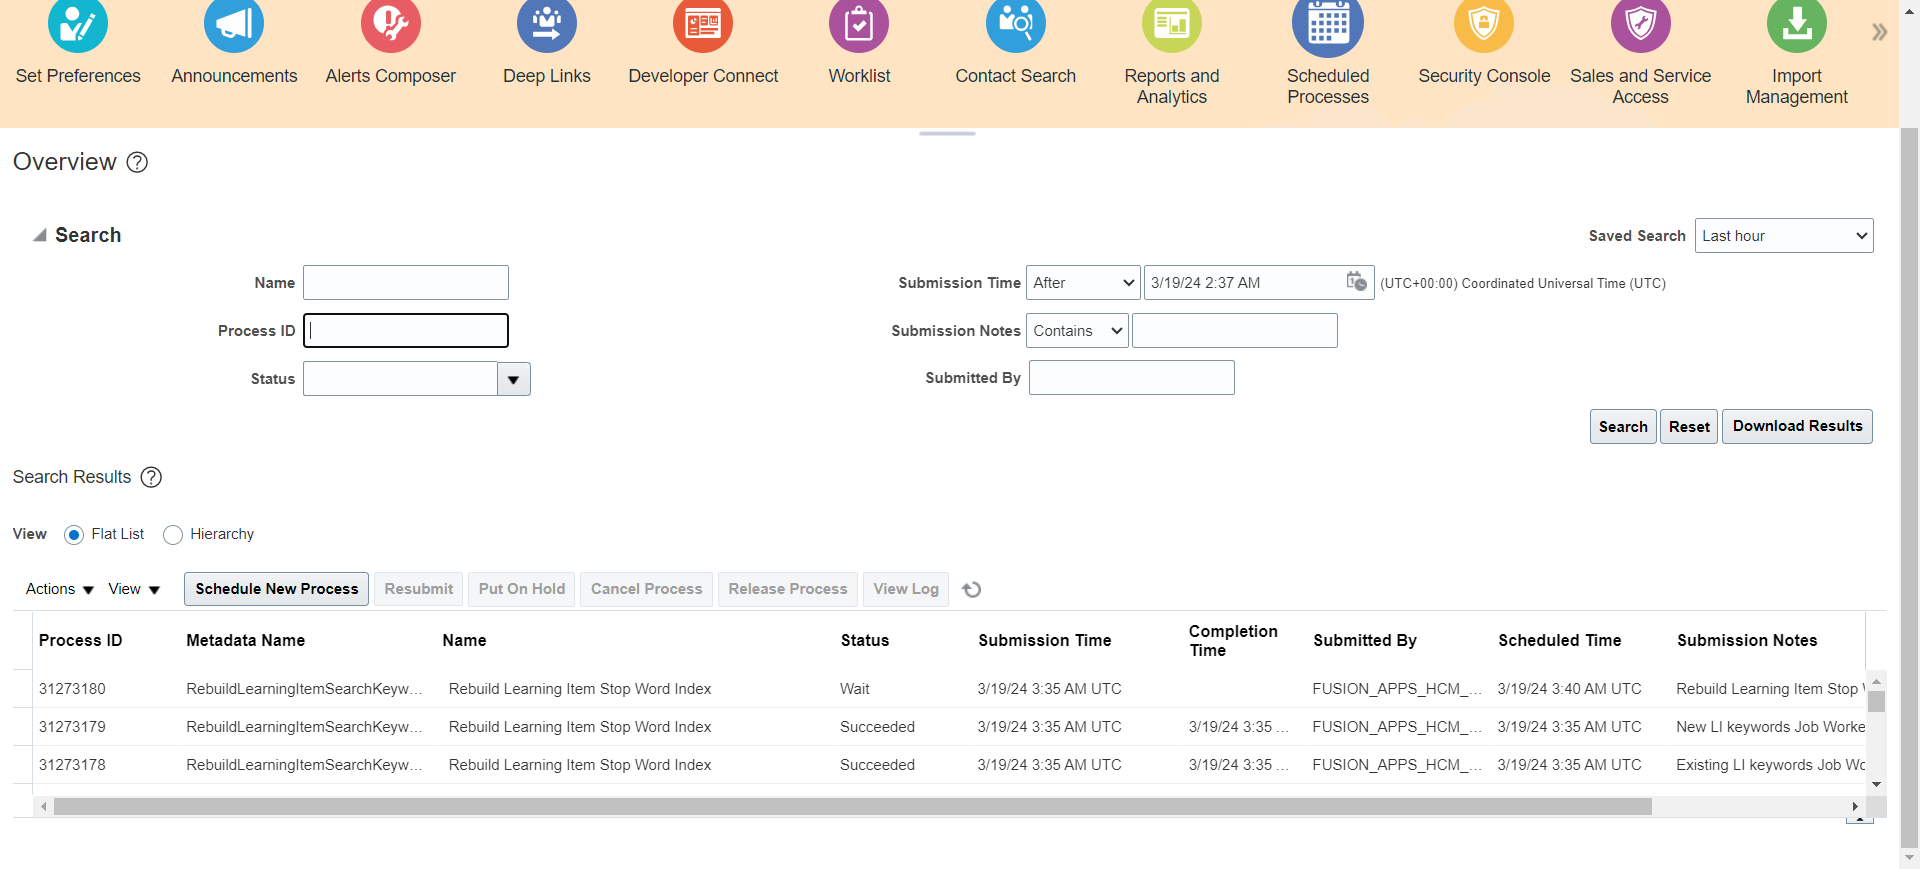 Set Preferences
Announcements
Alerts Composer
Deep Links
Developer Connect
Worklist
Contact Search
Reports and
Analytics
Scheduled
Processes
Security Console
Sales and Service
Access
Import
Management
Overview ?
Search
Saved Search Last hour
Name
Submission Time After 3/19/24 2:37 AM (UTC+00:00) Coordinated Universal Time (UTC)
Process ID
Submission Notes Contains
Status
Submitted By
Search Reset Download Results
Search Results ?
View Flat List Hierarchy
Actions View Schedule New Process Resubmit Put On Hold Cancel Process Release Process View Log
Process ID Metadata Name Name Status Submission Time Completion Time Submitted By Scheduled Time Submission Notes
31273180 RebuildLearningItemSearchKeyw... Rebuild Learning Item Stop Word Index Wait 3/19/24 3:35 AM UTC FUSION_APPS_HCM_... 3/19/24 3:40 AM UTC Rebuild Learning Item Stop
31273179 RebuildLearningItemSearchKeyw... Rebuild Learning Item Stop Word Index Succeeded 3/19/24 3:35 AM UTC 3/19/24 3:35 ... FUSION_APPS_HCM_... 3/19/24 3:35 AM UTC New LI keywords Job Worke
31273178 RebuildLearningItemSearchKeyw... Rebuild Learning Item Stop Word Index Succeeded 3/19/24 3:35 AM UTC 3/19/24 3:35 ... FUSION_APPS_HCM_... 3/19/24 3:35 AM UTC Existing LI keywords Job Wo